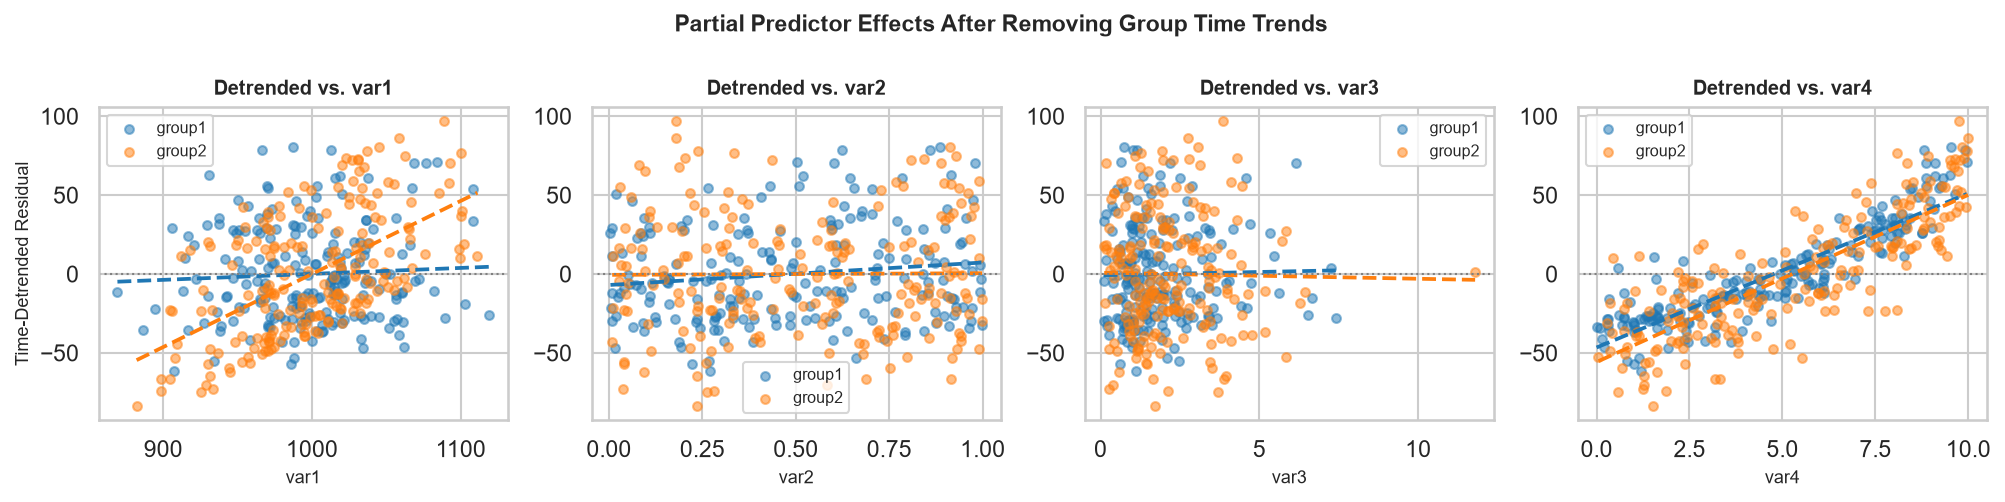 Partial Predictor Effects After Removing Group Time Trends
Detrended vs. var1
Time-Detrended Residual
100
50
0
−50
group1
group2
900
1000
1100
var1
Detrended vs. var2
100
50
0
−50
group1
group2
0.00
0.25
0.50
0.75
1.00
var2
Detrended vs. var3
100
50
0
−50
group1
group2
0
5
10
var3
Detrended vs. var4
100
50
0
−50
group1
group2
0.0
2.5
5.0
7.5
10.0
var4